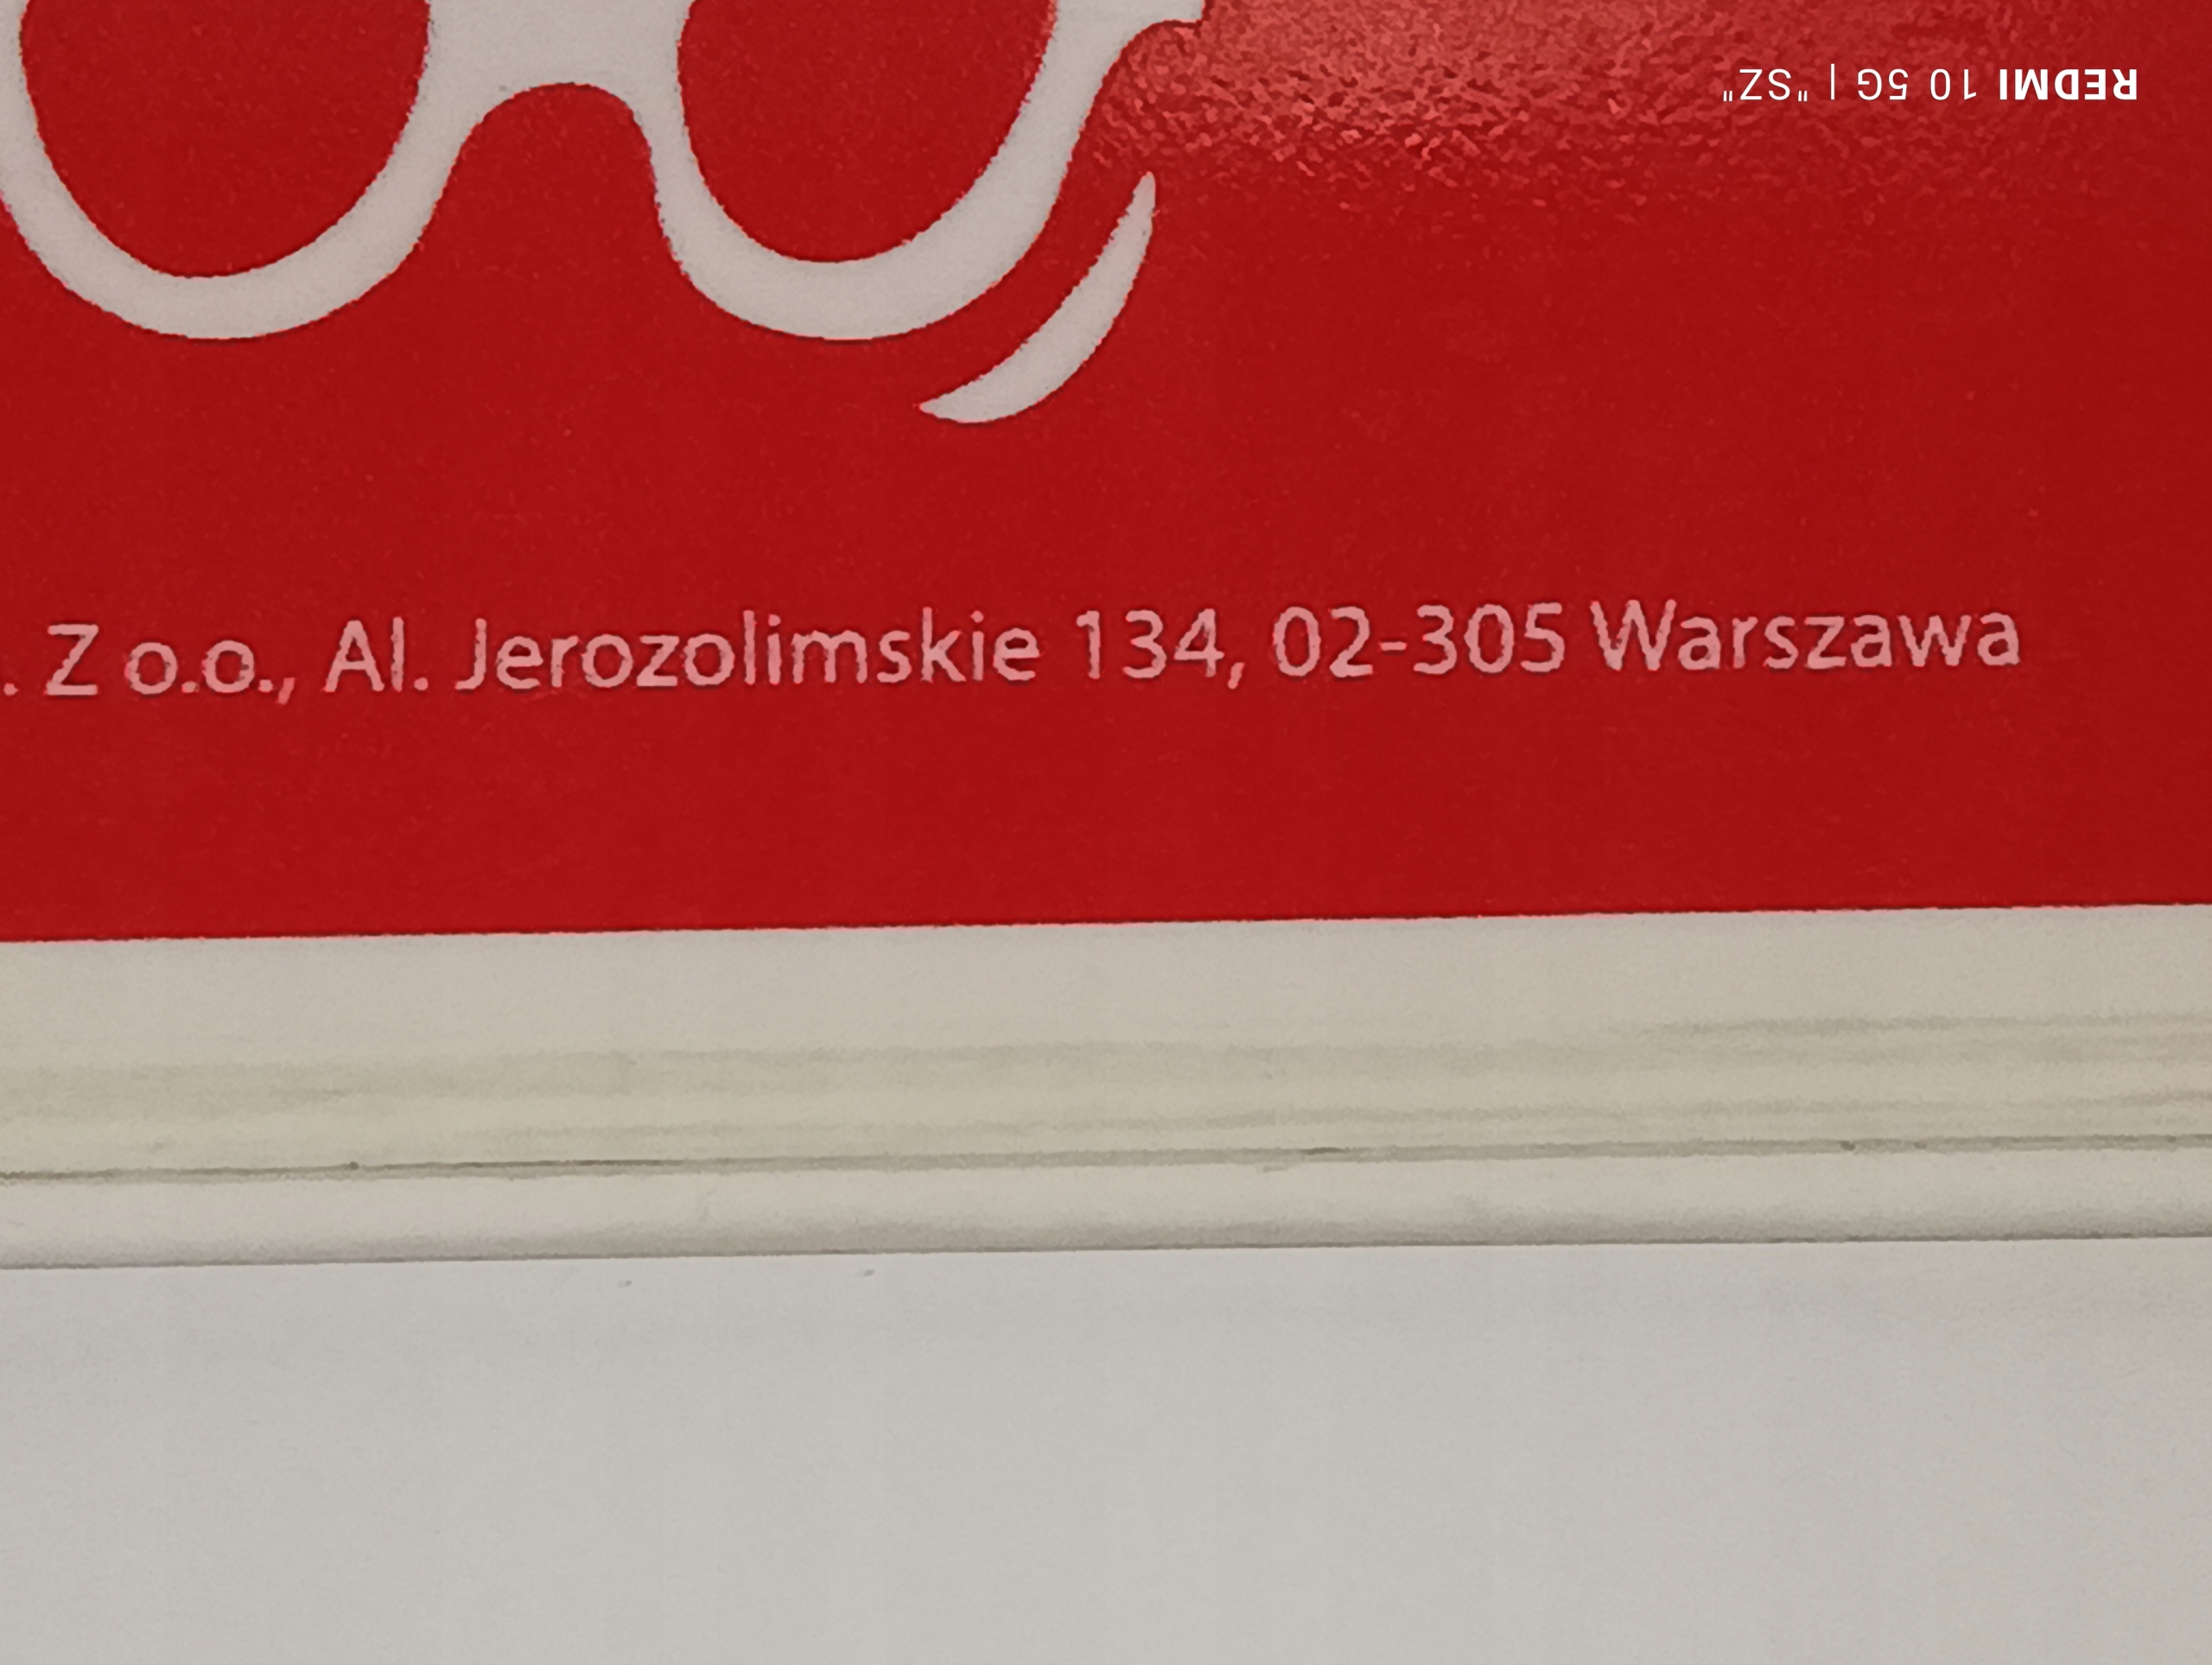 REDMI 10 5G | "SZ"
. Z o.o., Al. Jerozolimskie 134, 02-305 Warszawa